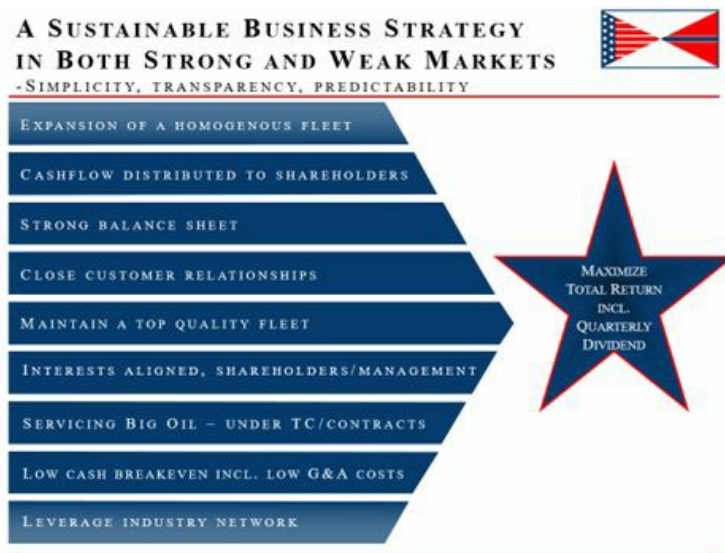 A Sustainable Business Strategy
in Both Strong and Weak Markets
-Simplicity, transparency, predictability
Expansion of a homogenous fleet
Cashflow distributed to shareholders
Strong balance sheet
Close customer relationships
Maintain a top quality fleet
Interests aligned, shareholders/management
Servicing Big Oil – under TC/contracts
Low cash breakeven incl. low G&A costs
Leverage industry network
Maximize
Total Return
incl.
Quarterly
Dividend